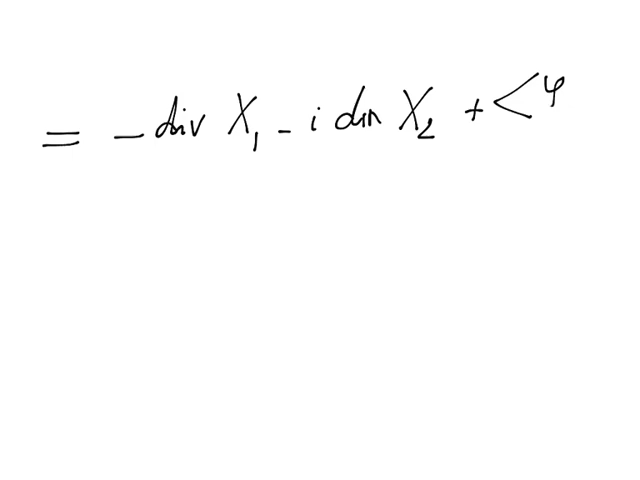 = - div X₁ - i div X₂ + < φ